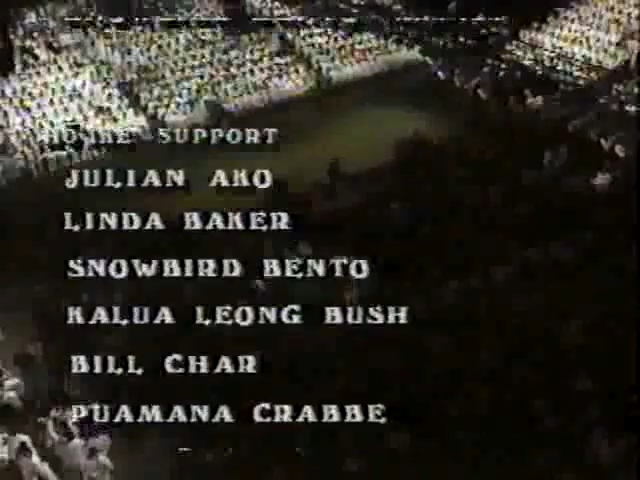 SUPPORT
JULIAN AKO
LINDA BAKER
SNOWBIRD BENTO
KALUA LEONG BUSH
BILL CHAR
PUAMANA CRABBE